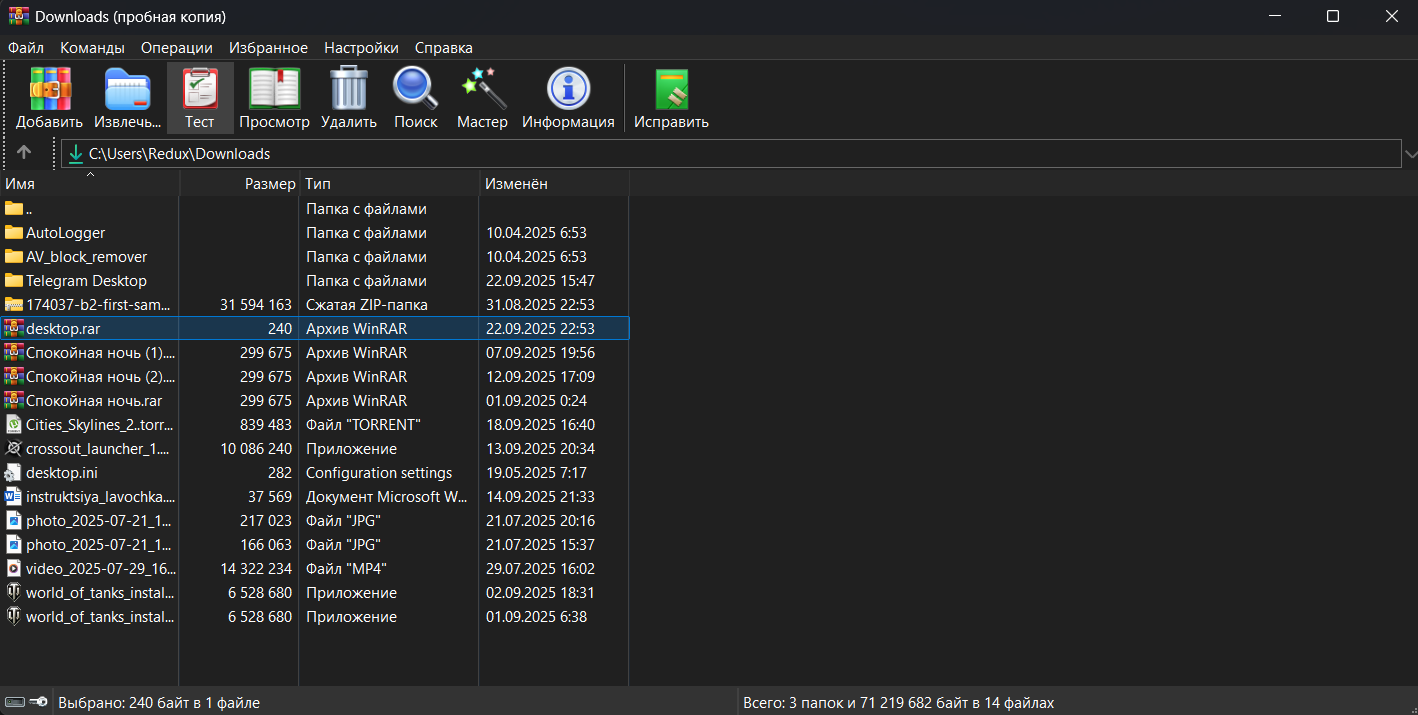 Downloads (пробная копия)
Файл Команды Операции Избранное Настройки Справка
Добавить Извлечь... Тест Просмотр Удалить Поиск Мастер Информация Исправить
C:\Users\Redux\Downloads
Имя Размер Тип Изменён
.. Папка с файлами
AutoLogger Папка с файлами 10.04.2025 6:53
AV_block_remover Папка с файлами 10.04.2025 6:53
Telegram Desktop Папка с файлами 22.09.2025 15:47
174037-b2-first-sam... 31 594 163 Сжатая ZIP-папка 31.08.2025 22:53
desktop.rar 240 Архив WinRAR 22.09.2025 22:53
Спокойная ночь (1).... 299 675 Архив WinRAR 07.09.2025 19:56
Спокойная ночь (2).... 299 675 Архив WinRAR 12.09.2025 17:09
Спокойная ночь.rar 299 675 Архив WinRAR 01.09.2025 0:24
Cities_Skylines_2..torr... 839 483 Файл "TORRENT" 18.09.2025 16:40
crossout_launcher_1.... 10 086 240 Приложение 13.09.2025 20:34
desktop.ini 282 Configuration settings 19.05.2025 7:17
instruktsiya_lavochka.... 37 569 Документ Microsoft W... 14.09.2025 21:33
photo_2025-07-21_1... 217 023 Файл "JPG" 21.07.2025 20:16
photo_2025-07-21_1... 166 063 Файл "JPG" 21.07.2025 15:37
video_2025-07-29_16... 14 322 234 Файл "MP4" 29.07.2025 16:02
world_of_tanks_instal... 6 528 680 Приложение 02.09.2025 18:31
world_of_tanks_instal... 6 528 680 Приложение 01.09.2025 6:38
Выбрано: 240 байт в 1 файле Всего: 3 папок и 71 219 682 байт в 14 файлах